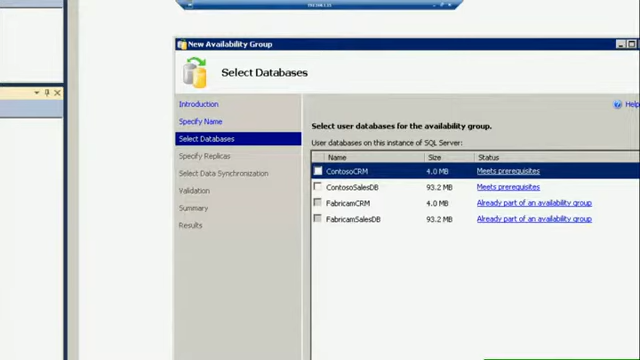 New Availability Group
Select Databases
Introduction
Specify Name
Select Databases
Specify Replicas
Select Data Synchronization
Validation
Summary
Results
Help
Select user databases for the availability group.
User databases on this instance of SQL Server:
Name Size Status
ContosoCRM 4.0 MB Meets prerequisites
ContosoSalesDB 93.2 MB Meets prerequisites
FabricamCRM 4.0 MB Already part of an availability group
FabricamSalesDB 93.2 MB Already part of an availability group